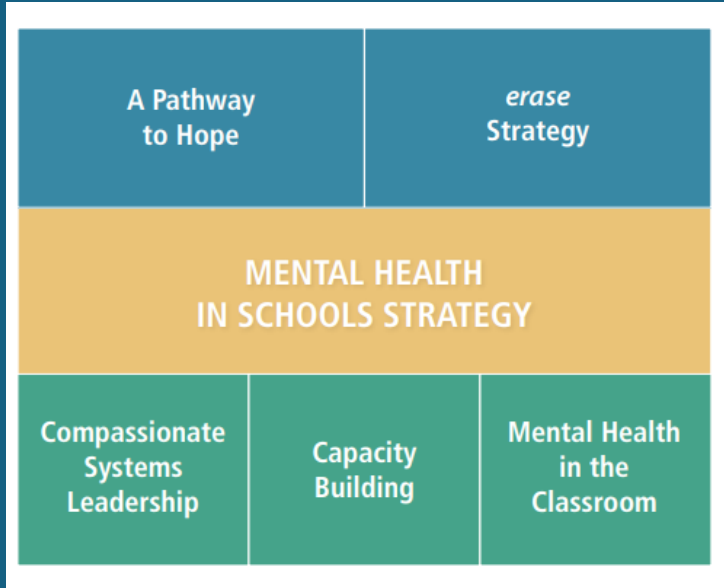 A Pathway
to Hope
erase
Strategy
MENTAL HEALTH
IN SCHOOLS STRATEGY
Compassionate
Systems
Leadership
Capacity
Building
Mental Health
in the
Classroom